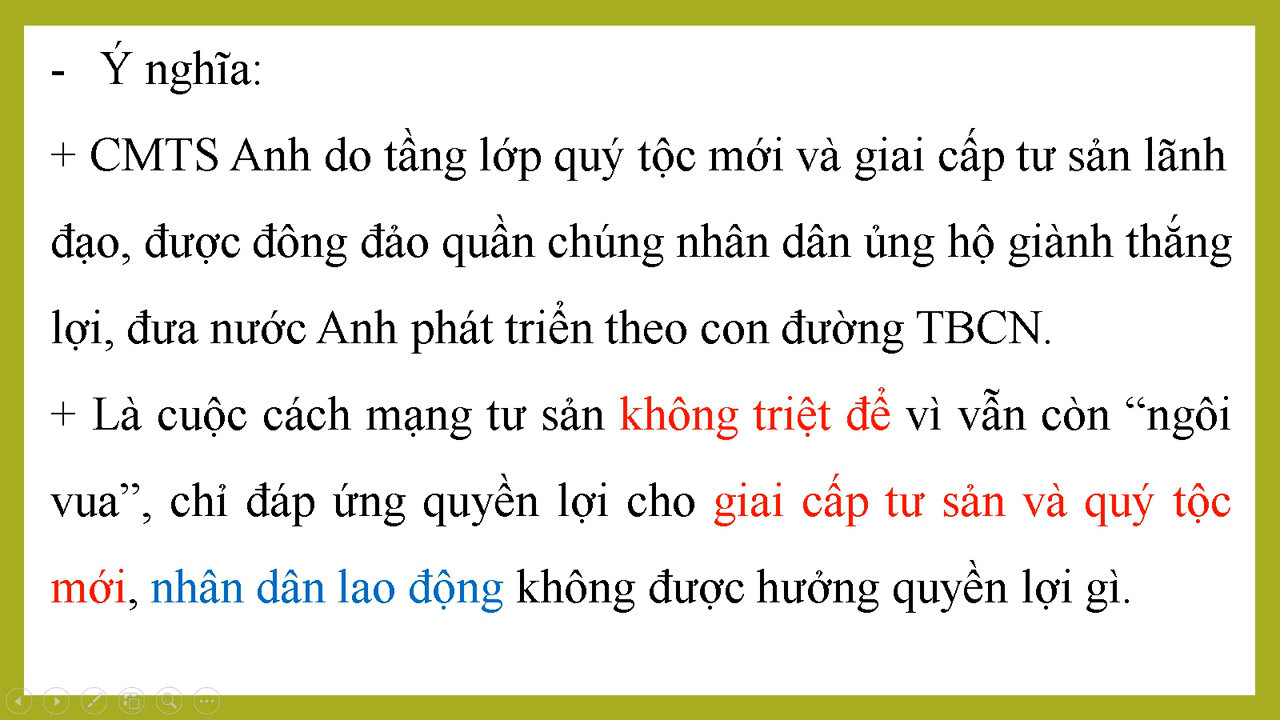 - Ý nghĩa:
+ CMTS Anh do tầng lớp quý tộc mới và giai cấp tư sản lãnh
đạo, được đông đảo quần chúng nhân dân ủng hộ giành thắng
lợi, đưa nước Anh phát triển theo con đường TBCN.
+ Là cuộc cách mạng tư sản không triệt để vì vẫn còn “ngôi
vua”, chỉ đáp ứng quyền lợi cho giai cấp tư sản và quý tộc
mới, nhân dân lao động không được hưởng quyền lợi gì.